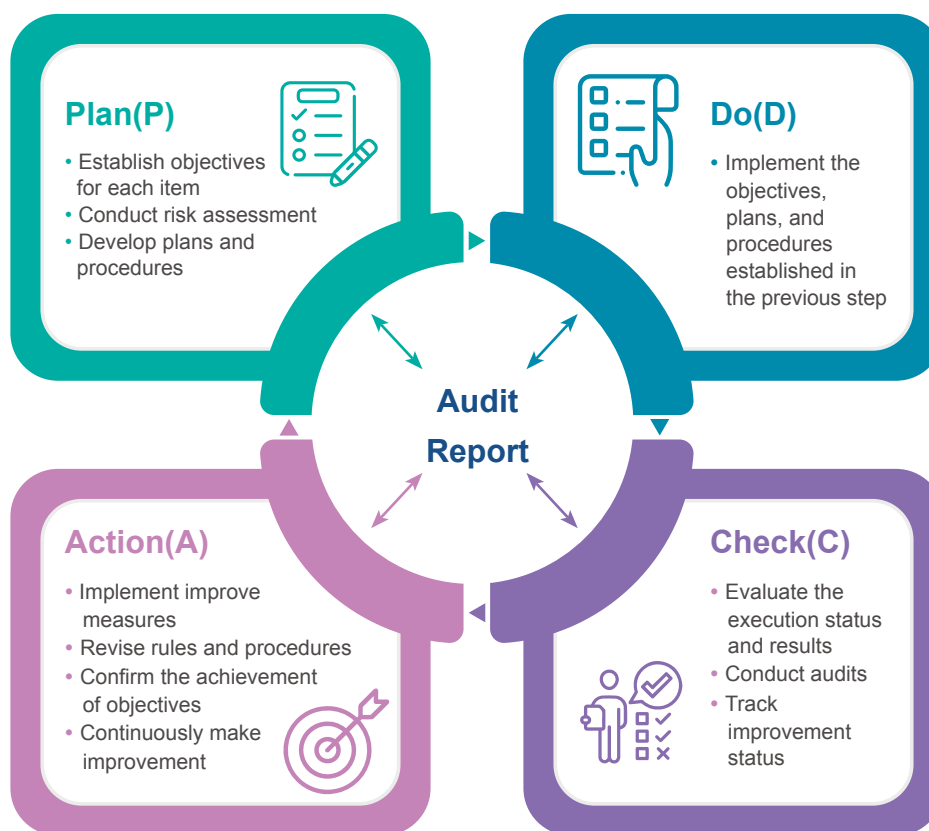 Plan(P)
• Establish objectives
for each item
• Conduct risk assessment
• Develop plans and
procedures
Do(D)
• Implement the
objectives,
plans, and
procedures
established in
the previous step
Audit
Report
Action(A)
• Implement improve
measures
• Revise rules and procedures
• Confirm the achievement
of objectives
• Continuously make
improvement
Check(C)
• Evaluate the
execution status
and results
• Conduct audits
• Track
improvement
status